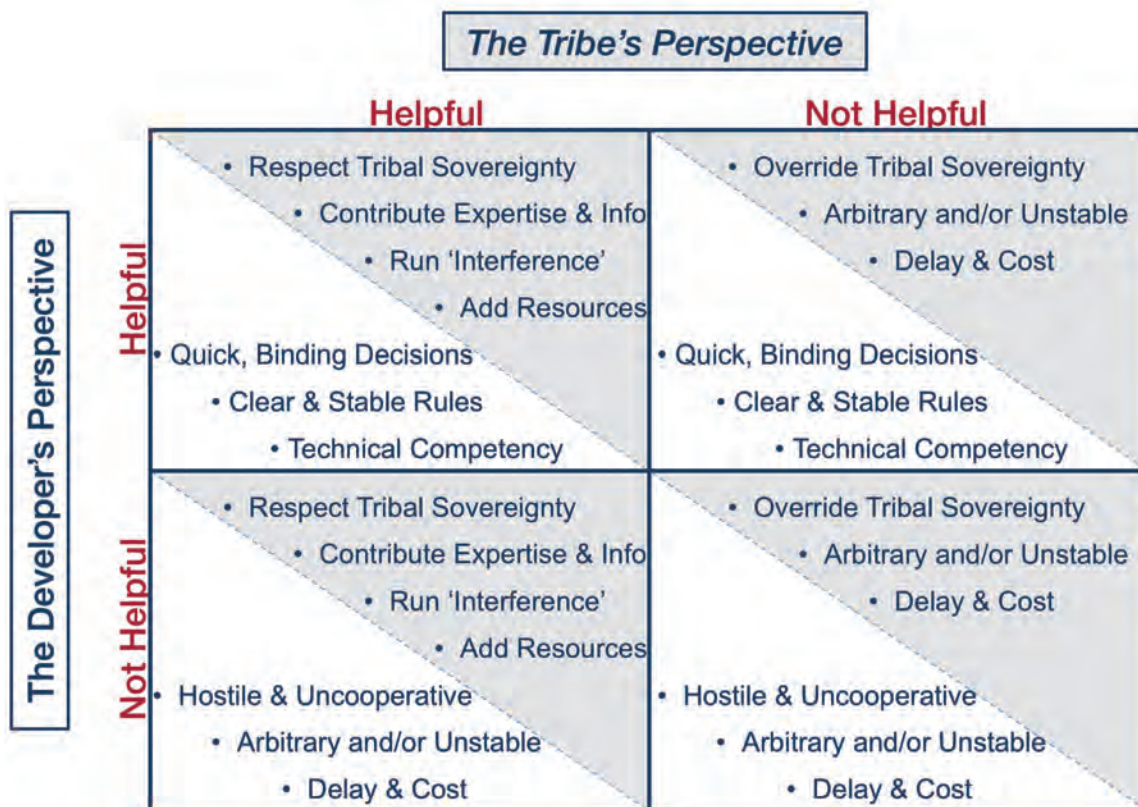 The Tribe's Perspective
Helpful
Not Helpful
The Developer's Perspective
Helpful
• Respect Tribal Sovereignty
• Contribute Expertise & Info
• Run ‘Interference’
• Add Resources
• Quick, Binding Decisions
• Clear & Stable Rules
• Technical Competency
• Override Tribal Sovereignty
• Arbitrary and/or Unstable
• Delay & Cost
• Quick, Binding Decisions
• Clear & Stable Rules
• Technical Competency
Not Helpful
• Respect Tribal Sovereignty
• Contribute Expertise & Info
• Run ‘Interference’
• Add Resources
• Hostile & Uncooperative
• Arbitrary and/or Unstable
• Delay & Cost
• Override Tribal Sovereignty
• Arbitrary and/or Unstable
• Delay & Cost
• Hostile & Uncooperative
• Arbitrary and/or Unstable
• Delay & Cost